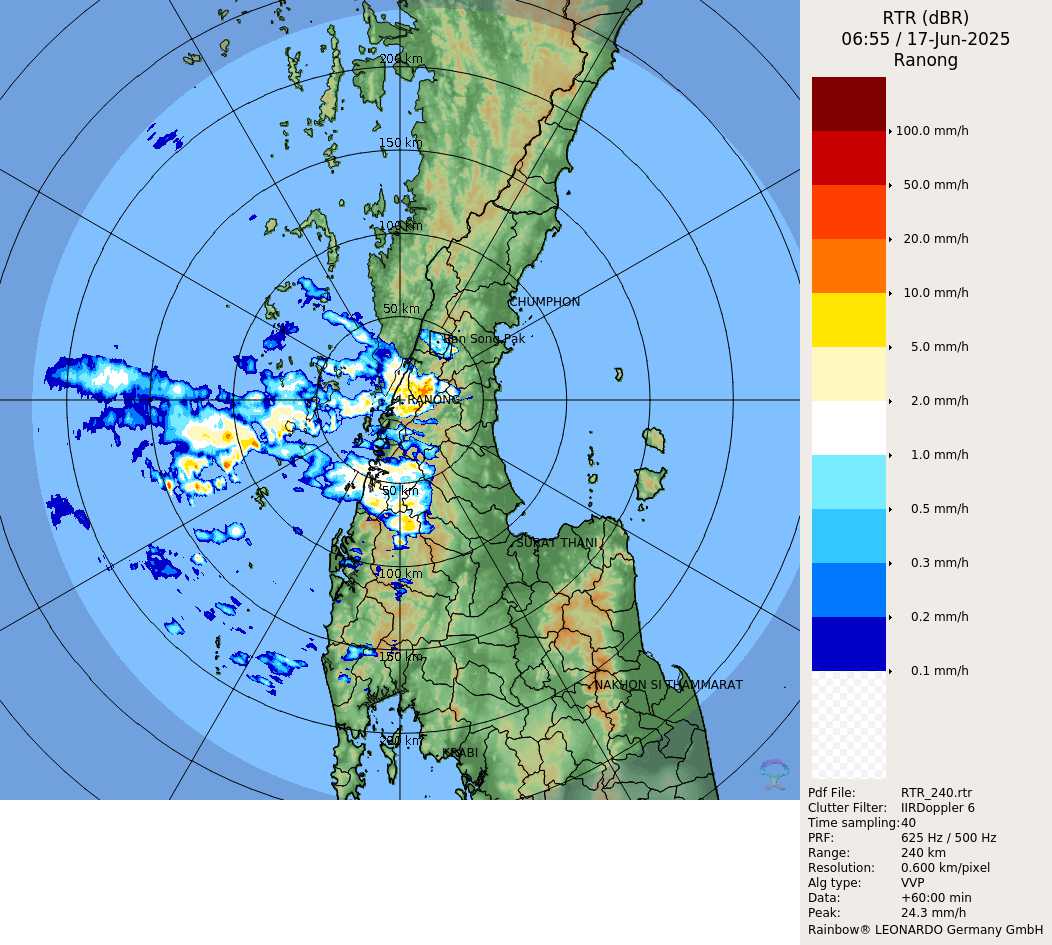 RTR (dBR)
06:55 / 17-Jun-2025
Ranong
200 km
150 km
100 km
50 km
CHUMPHON
Ban Song Pak
RANONG
50 km
SURAT THANI
100 km
150 km
NAKHON SI THAMMARAT
200 km
KRABI
100.0 mm/h
50.0 mm/h
20.0 mm/h
10.0 mm/h
5.0 mm/h
2.0 mm/h
1.0 mm/h
0.5 mm/h
0.3 mm/h
0.2 mm/h
0.1 mm/h
Pdf File: RTR_240.rtr
Clutter Filter: IIRDoppler 6
Time sampling:40
PRF: 625 Hz / 500 Hz
Range: 240 km
Resolution: 0.600 km/pixel
Alg type: VVP
Data: +60:00 min
Peak: 24.3 mm/h
Rainbow® LEONARDO Germany GmbH